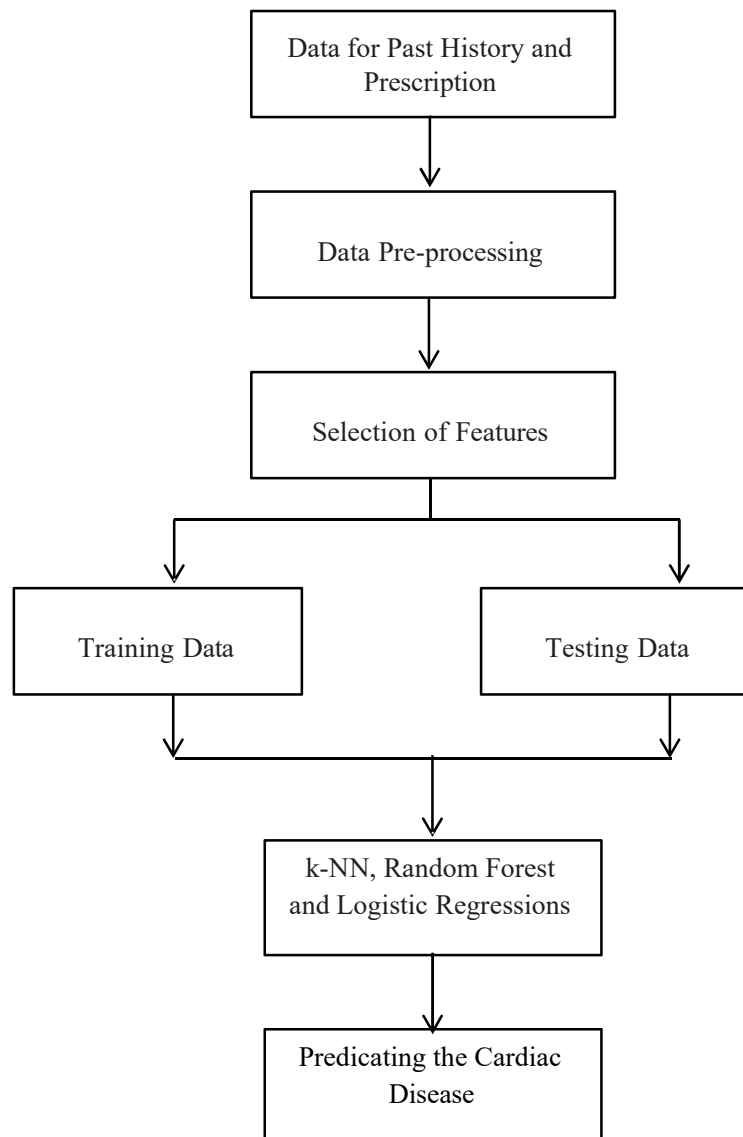 Data for Past History and
Prescription
Data Pre-processing
Selection of Features
Training Data
Testing Data
k-NN, Random Forest
and Logistic Regressions
Predicating the Cardiac
Disease